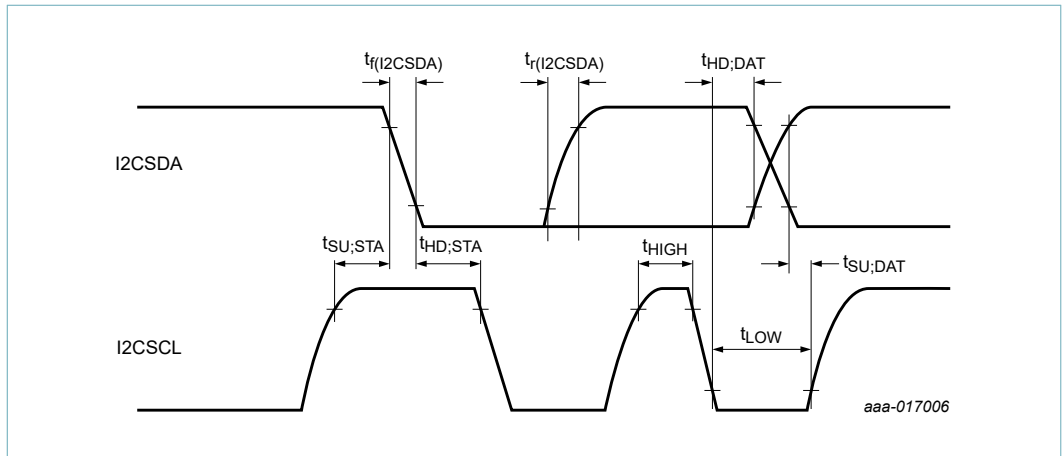 tf(I2CSDA) tr(I2CSDA) tHD;DAT
I2CSDA
tSU;STA tHD;STA tHIGH tSU;DAT
I2CSCL tLOW
aaa-017006